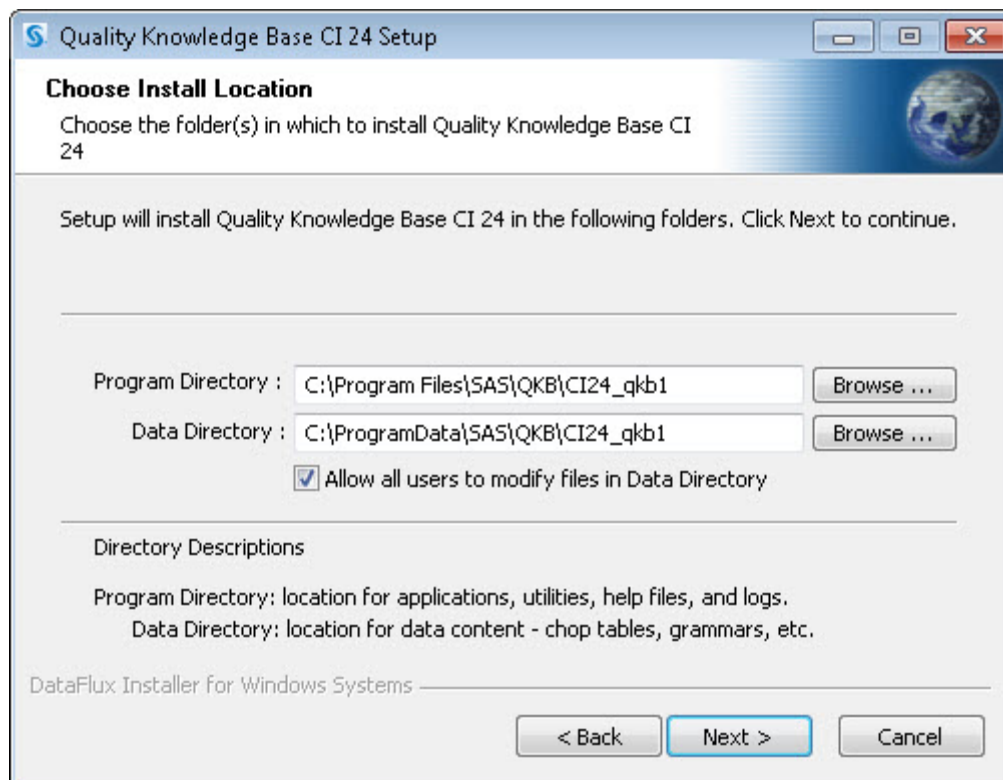 Quality Knowledge Base CI 24 Setup
Choose Install Location
Choose the folder(s) in which to install Quality Knowledge Base CI
24
Setup will install Quality Knowledge Base CI 24 in the following folders. Click Next to continue.
Program Directory : C:\Program Files\SAS\QKB\CI24_qkb1 Browse ...
Data Directory : C:\ProgramData\SAS\QKB\CI24_qkb1 Browse ...
Allow all users to modify files in Data Directory
Directory Descriptions
Program Directory: location for applications, utilities, help files, and logs.
Data Directory: location for data content - chop tables, grammars, etc.
DataFlux Installer for Windows Systems
< Back Next > Cancel